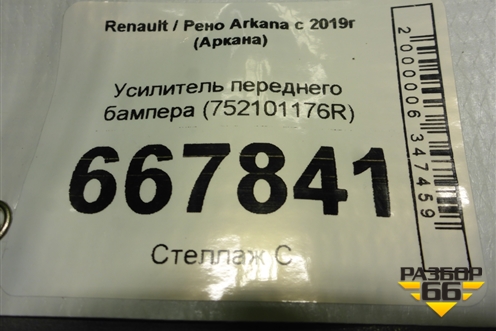 Renault / Рено Arkana с 2019г
(Аркана)
Усилитель переднего
бампера (752101176R)
667841
Стеллаж С
2000006347459
РАЗБОР
66